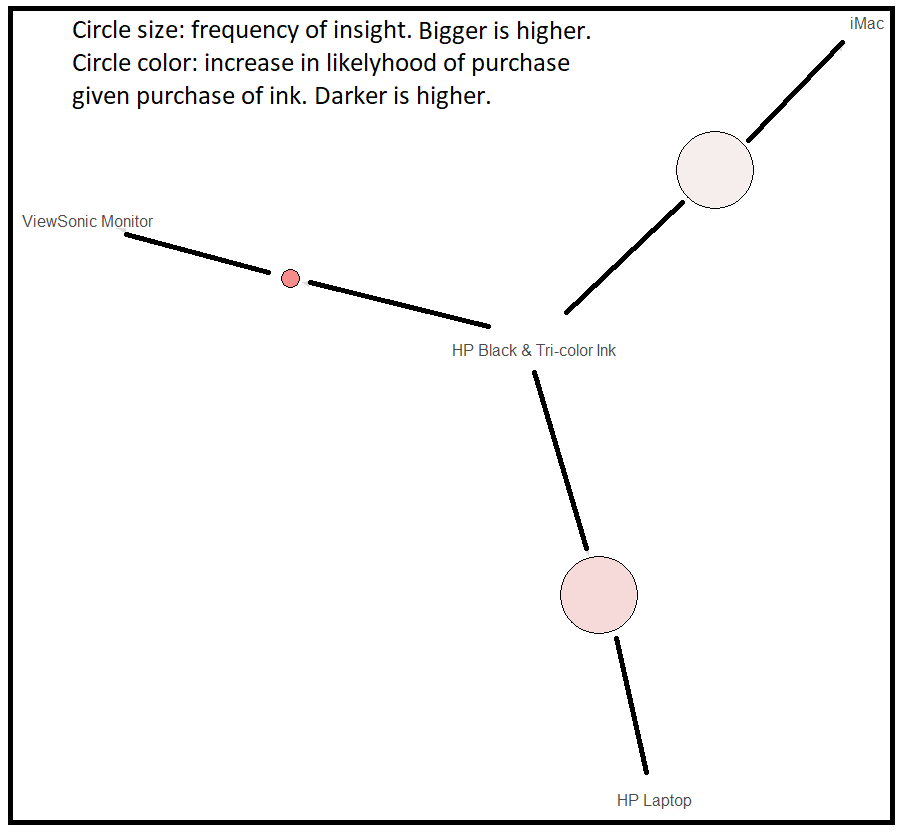 Circle size: frequency of insight. Bigger is higher.
Circle color: increase in likelyhood of purchase
given purchase of ink. Darker is higher.
iMac
ViewSonic Monitor
HP Black & Tri-color Ink
HP Laptop